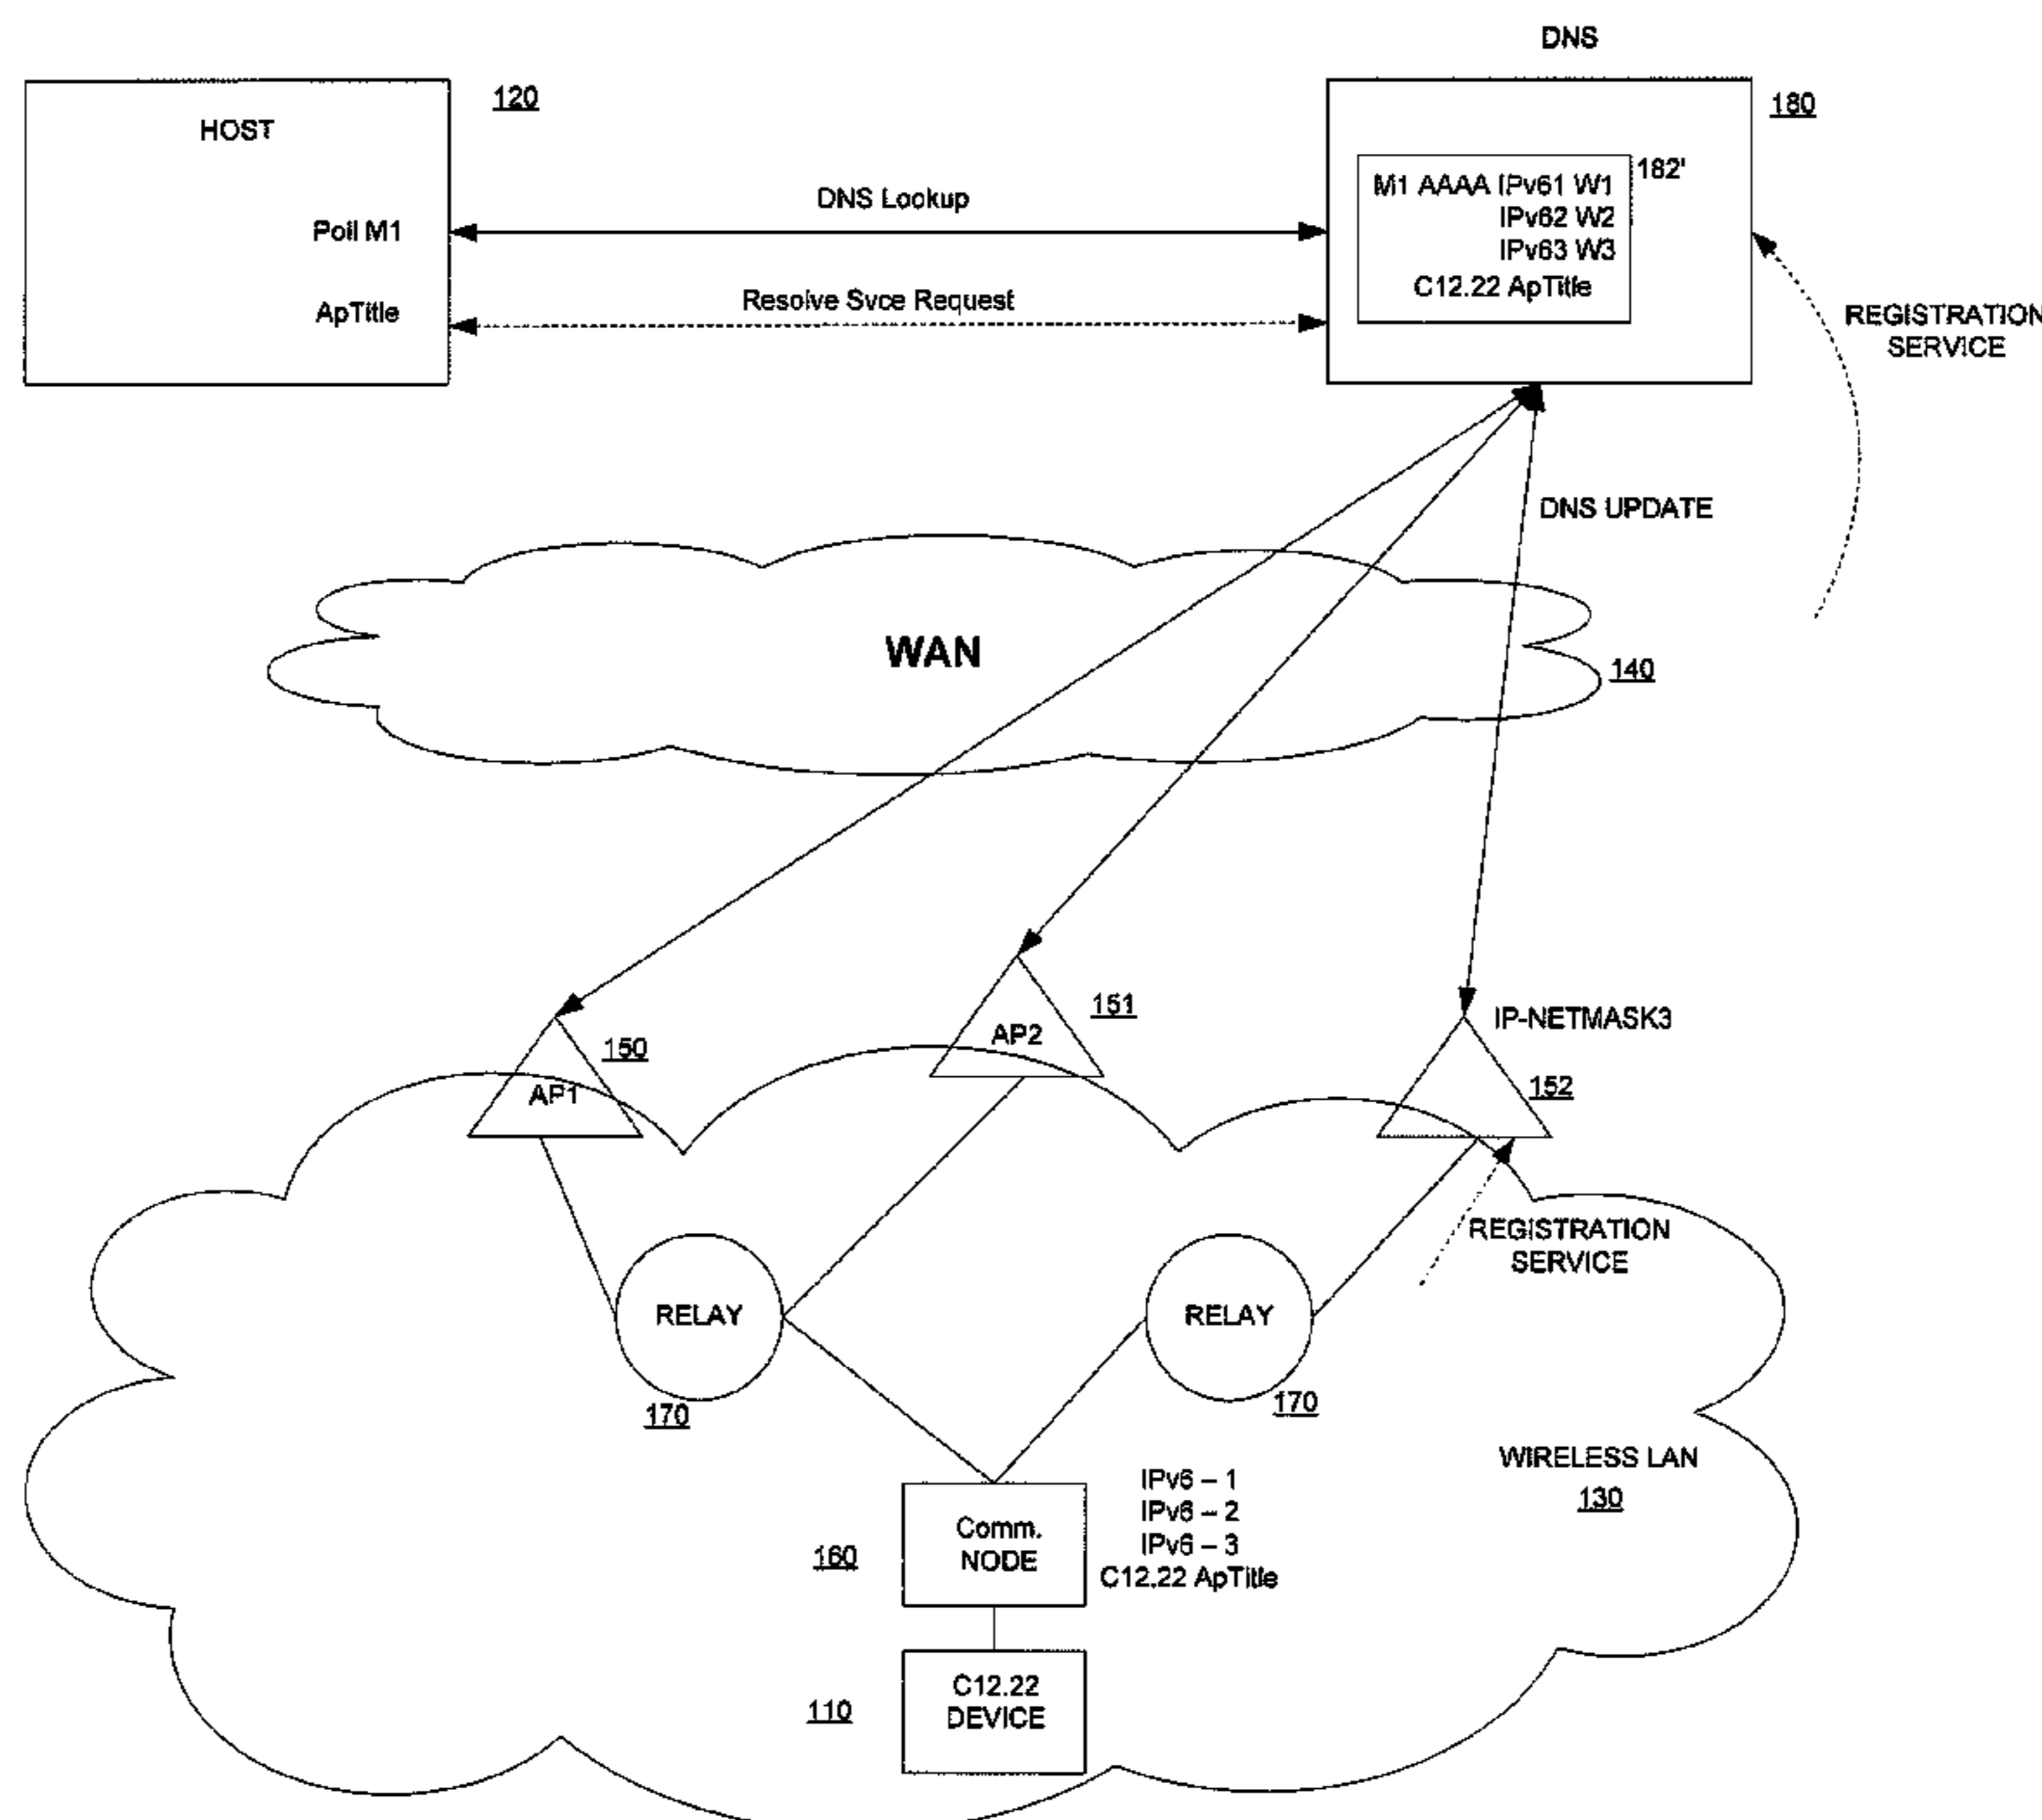 DNS
120
180
HOST
182'
M1 AAAA IPv61 W1
IPv62 W2
IPv63 W3
C12.22 ApTitle
DNS Lookup
Poll M1
Resolve Svce Request
ApTitle
REGISTRATION
SERVICE
DNS UPDATE
WAN
140
151
IP-NETMASK3
AP2
150
AP1
152
REGISTRATION
SERVICE
RELAY
RELAY
170
170
WIRELESS LAN
130
IPv6 – 1
IPv6 – 2
IPv6 – 3
C12.22 ApTitle
Comm.
NODE
160
C12.22
DEVICE
110